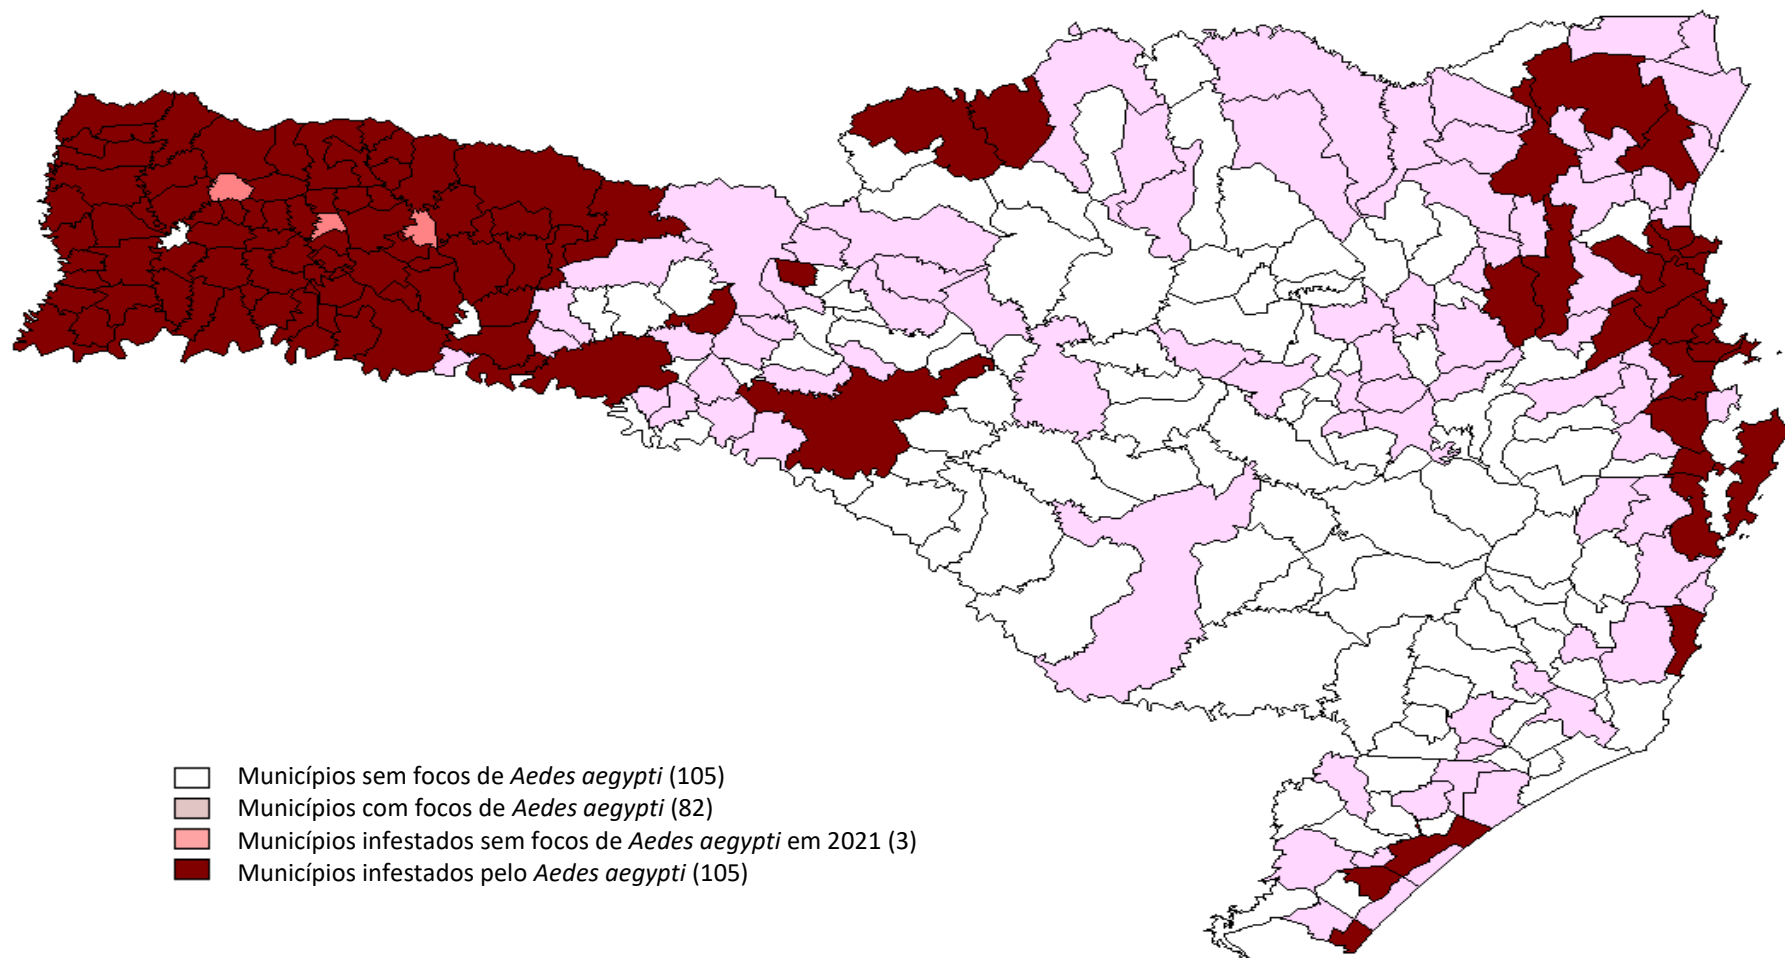 Municípios sem focos de Aedes aegypti (105)
Municípios com focos de Aedes aegypti (82)
Municípios infestados sem focos de Aedes aegypti em 2021 (3)
Municípios infestados pelo Aedes aegypti (105)